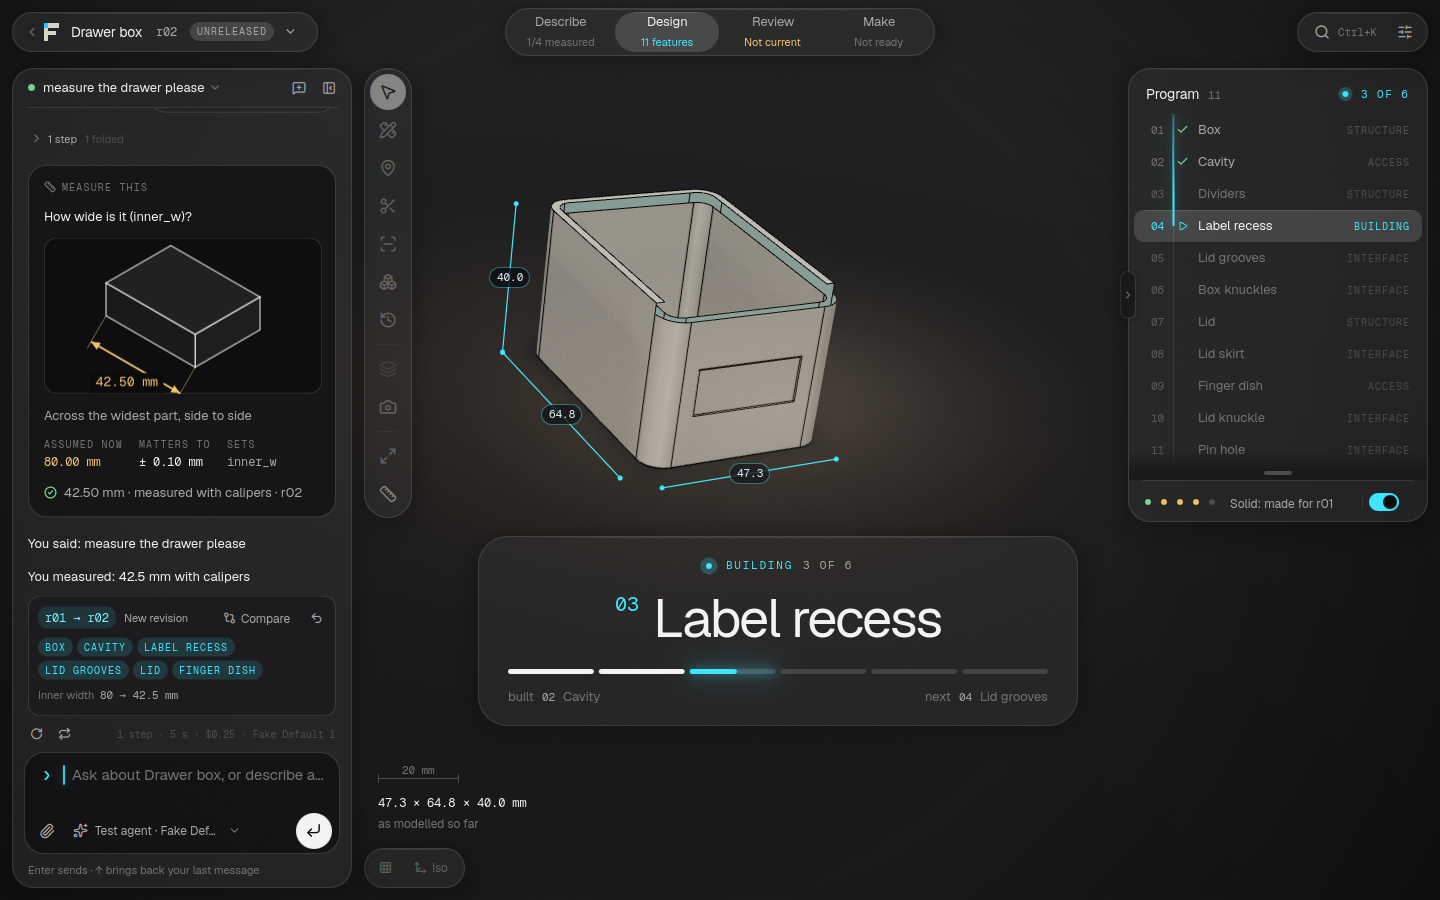 Drawer box r02 UNRELEASED
Describe
1/4 measured
Design
11 features
Review
Not current
Make
Not ready
Ctrl+K
measure the drawer please
1 step 1 folded
MEASURE THIS
How wide is it (inner_w)?
42.50 mm
Across the widest part, side to side
ASSUMED NOW MATTERS TO SETS
80.00 mm ± 0.10 mm inner_w
42.50 mm · measured with calipers · r02
You said: measure the drawer please
You measured: 42.5 mm with calipers
r01 → r02 New revision Compare
BOX CAVITY LABEL RECESS
LID GROOVES LID FINGER DISH
Inner width 80 → 42.5 mm
1 step · 5 s · $0.25 · Fake Default 1
Ask about Drawer box, or describe a...
Test agent · Fake Def...
Enter sends · ↑ brings back your last message
40.0
64.8
47.3
BUILDING 3 OF 6
03 Label recess
built 02 Cavity
next 04 Lid grooves
20 mm
47.3 × 64.8 × 40.0 mm
as modelled so far
Iso
Program 11 3 OF 6
01 Box STRUCTURE
02 Cavity ACCESS
03 Dividers STRUCTURE
04 Label recess BUILDING
05 Lid grooves INTERFACE
06 Box knuckles INTERFACE
07 Lid STRUCTURE
08 Lid skirt INTERFACE
09 Finger dish ACCESS
10 Lid knuckle INTERFACE
11 Pin hole INTERFACE
Solid: made for r01